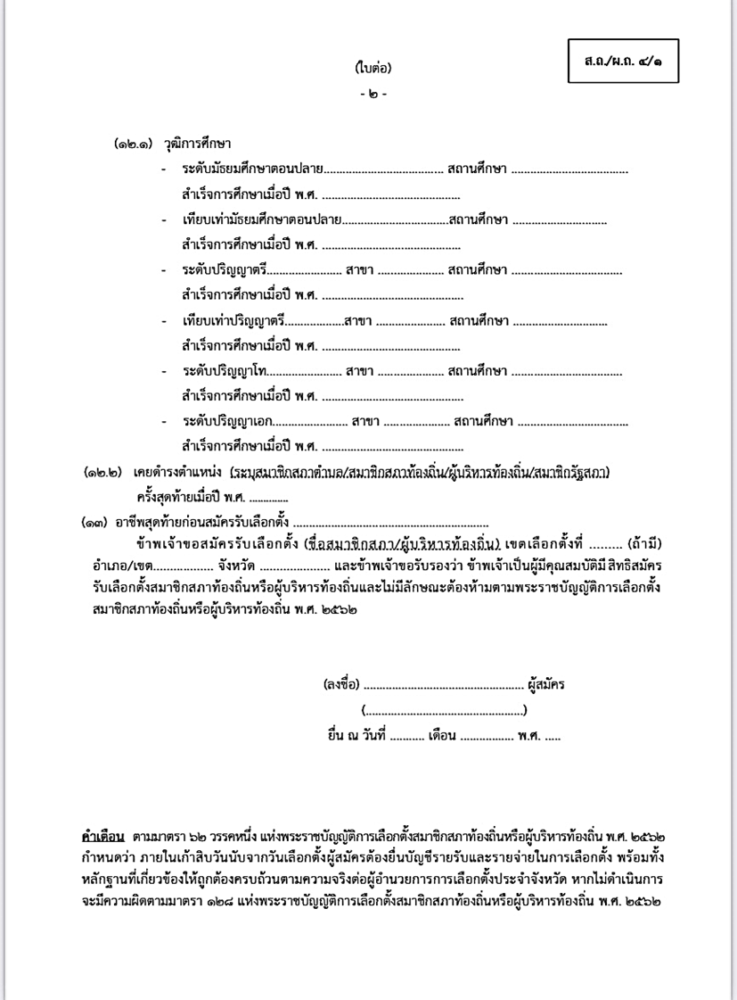 ส.ถ./ผ.ถ. ๔/๑
(ใบต่อ)
- ๒ -
(๑๒.๑) วุฒิการศึกษา
- ระดับมัธยมศึกษาตอนปลาย...................................... สถานศึกษา .....................................
สำเร็จการศึกษาเมื่อปี พ.ศ. ............................................
- เทียบเท่ามัธยมศึกษาตอนปลาย..................................สถานศึกษา ..............................
สำเร็จการศึกษาเมื่อปี พ.ศ. ............................................
- ระดับปริญญาตรี........................ สาขา ..................... สถานศึกษา ...................................
สำเร็จการศึกษาเมื่อปี พ.ศ. .............................................
- เทียบเท่าปริญญาตรี...................สาขา ...................... สถานศึกษา ...............................
สำเร็จการศึกษาเมื่อปี พ.ศ. ............................................
- ระดับปริญญาโท........................ สาขา ..................... สถานศึกษา ...................................
สำเร็จการศึกษาเมื่อปี พ.ศ. .............................................
- ระดับปริญญาเอก........................ สาขา ..................... สถานศึกษา ...................................
สำเร็จการศึกษาเมื่อปี พ.ศ. .............................................
(๑๒.๒) เคยดำรงตำแหน่ง (ระบุสมาชิกสภาตำบล/สมาชิกสภาท้องถิ่น/ผู้บริหารท้องถิ่น/สมาชิกรัฐสภา)
ครั้งสุดท้ายเมื่อปี พ.ศ. .............
(๑๓) อาชีพสุดท้ายก่อนสมัครรับเลือกตั้ง ..............................................................
ข้าพเจ้าขอสมัครรับเลือกตั้ง (ชื่อสมาชิกสภา/ผู้บริหารท้องถิ่น) เขตเลือกตั้งที่ ......... (ถ้ามี)
อำเภอ/เขต.................. จังหวัด ..................... และข้าพเจ้าขอรับรองว่า ข้าพเจ้าเป็นผู้มีคุณสมบัติมีสิทธิสมัคร
รับเลือกตั้งสมาชิกสภาท้องถิ่นหรือผู้บริหารท้องถิ่นและไม่มีลักษณะต้องห้ามตามพระราชบัญญัติการเลือกตั้ง
สมาชิกสภาท้องถิ่นหรือผู้บริหารท้องถิ่น พ.ศ. ๒๕๖๒
(ลงชื่อ) ................................................... ผู้สมัคร
(..................................................)
ยื่น ณ วันที่ ........... เดือน ................. พ.ศ. .....
คำเตือน ตามมาตรา ๖๒ วรรคหนึ่ง แห่งพระราชบัญญัติการเลือกตั้งสมาชิกสภาท้องถิ่นหรือผู้บริหารท้องถิ่น พ.ศ. ๒๕๖๒
กำหนดว่า ภายในเก้าสิบวันนับจากวันเลือกตั้งผู้สมัครต้องยื่นบัญชีรายรับและรายจ่ายในการเลือกตั้ง พร้อมทั้ง
หลักฐานที่เกี่ยวข้องให้ถูกต้องครบถ้วนตามความจริงต่อผู้อำนวยการการเลือกตั้งประจำจังหวัด หากไม่ดำเนินการ
จะมีความผิดตามมาตรา ๑๒๘ แห่งพระราชบัญญัติการเลือกตั้งสมาชิกสภาท้องถิ่นหรือผู้บริหารท้องถิ่น พ.ศ. ๒๕๖๒